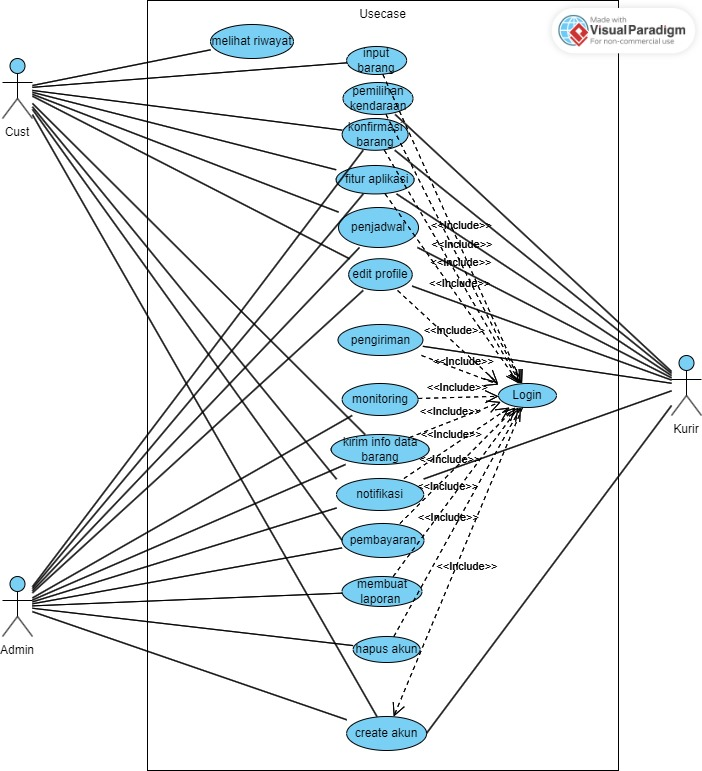 Usecase
Made with
VisualParadigm
For non-commercial use
melihat riwayat
input
barang
pemilihan
kendaraan
Cust
konfirmasi
barang
fitur aplikasi
penjadwal
<<Include>>
<<Include>>
<<Include>>
edit profile
<<Include>>
pengiriman
<<Include>>
<<Include>>
monitoring
<<Include>>
Login
<<Include>>
Kurir
kirim info data
barang
<<Include>>
<<Include>>
notifikasi
<<Include>>
<<Include>>
pembayaran
<<Include>>
membuat
laporan
Admin
hapus akun
create akun